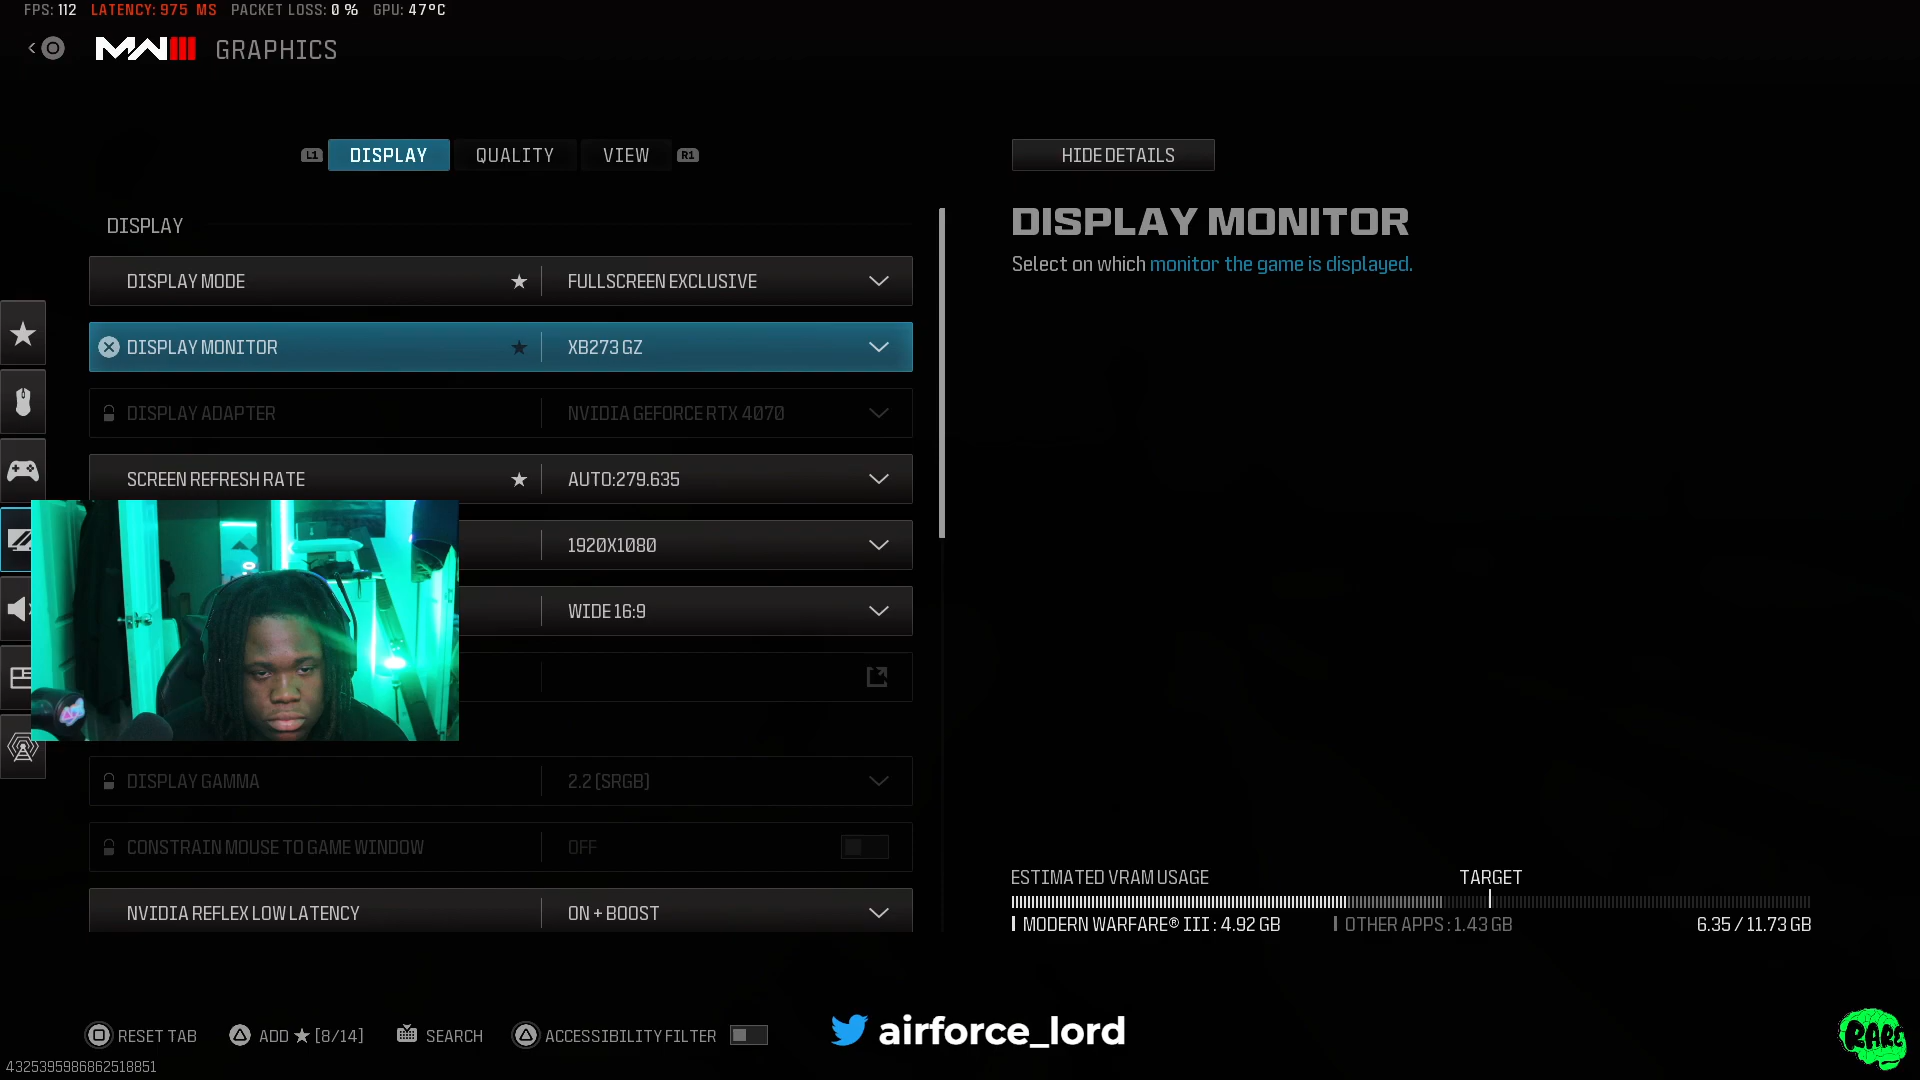 FPS: 112 LATENCY: 975 MS PACKET LOSS: 0 % GPU: 47°C
MWIII GRAPHICS
L1 DISPLAY QUALITY VIEW R1
HIDE DETAILS
DISPLAY
DISPLAY MONITOR
Select on which monitor the game is displayed.
DISPLAY MODE ★ FULLSCREEN EXCLUSIVE
DISPLAY MONITOR ★ XB273 GZ
DISPLAY ADAPTER NVIDIA GEFORCE RTX 4070
SCREEN REFRESH RATE ★ AUTO:279.635
1920X1080
WIDE 16:9
DISPLAY GAMMA 2.2 (SRGB)
CONSTRAIN MOUSE TO GAME WINDOW OFF
NVIDIA REFLEX LOW LATENCY ON + BOOST
ESTIMATED VRAM USAGE TARGET
MODERN WARFARE® III : 4.92 GB OTHER APPS : 1.43 GB 6.35 / 11.73 GB
RESET TAB ADD ★ [8/14] SEARCH ACCESSIBILITY FILTER
airforce_lord
RARE
4325395986862518851